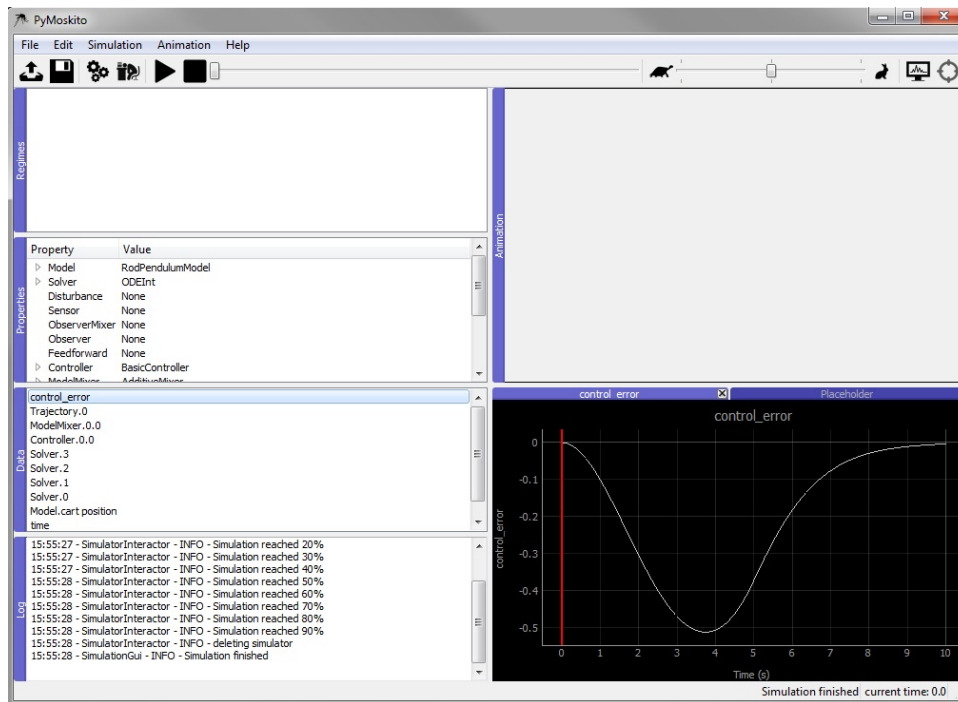 PyMoskito
File Edit Simulation Animation Help
Regimes
Animation
Properties
Property Value
Model RodPendulumModel
Solver ODEInt
Disturbance None
Sensor None
ObserverMixer None
Observer None
Feedforward None
Controller BasicController
ModelMixer AdditiveMixer
Data
control_error
Trajectory.0
ModelMixer.0.0
Controller.0.0
Solver.3
Solver.2
Solver.1
Solver.0
Model.cart position
time
Log
15:55:27 - SimulatorInteractor - INFO - Simulation reached 20%
15:55:27 - SimulatorInteractor - INFO - Simulation reached 30%
15:55:27 - SimulatorInteractor - INFO - Simulation reached 40%
15:55:28 - SimulatorInteractor - INFO - Simulation reached 50%
15:55:28 - SimulatorInteractor - INFO - Simulation reached 60%
15:55:28 - SimulatorInteractor - INFO - Simulation reached 70%
15:55:28 - SimulatorInteractor - INFO - Simulation reached 80%
15:55:28 - SimulatorInteractor - INFO - Simulation reached 90%
15:55:28 - SimulatorInteractor - INFO - deleting simulator
15:55:28 - SimulationGui - INFO - Simulation finished
control error Placeholder
control_error
control_error
0
-0.1
-0.2
-0.3
-0.4
-0.5
0 1 2 3 4 5 6 7 8 9 10
Time (s)
Simulation finished current time: 0.0